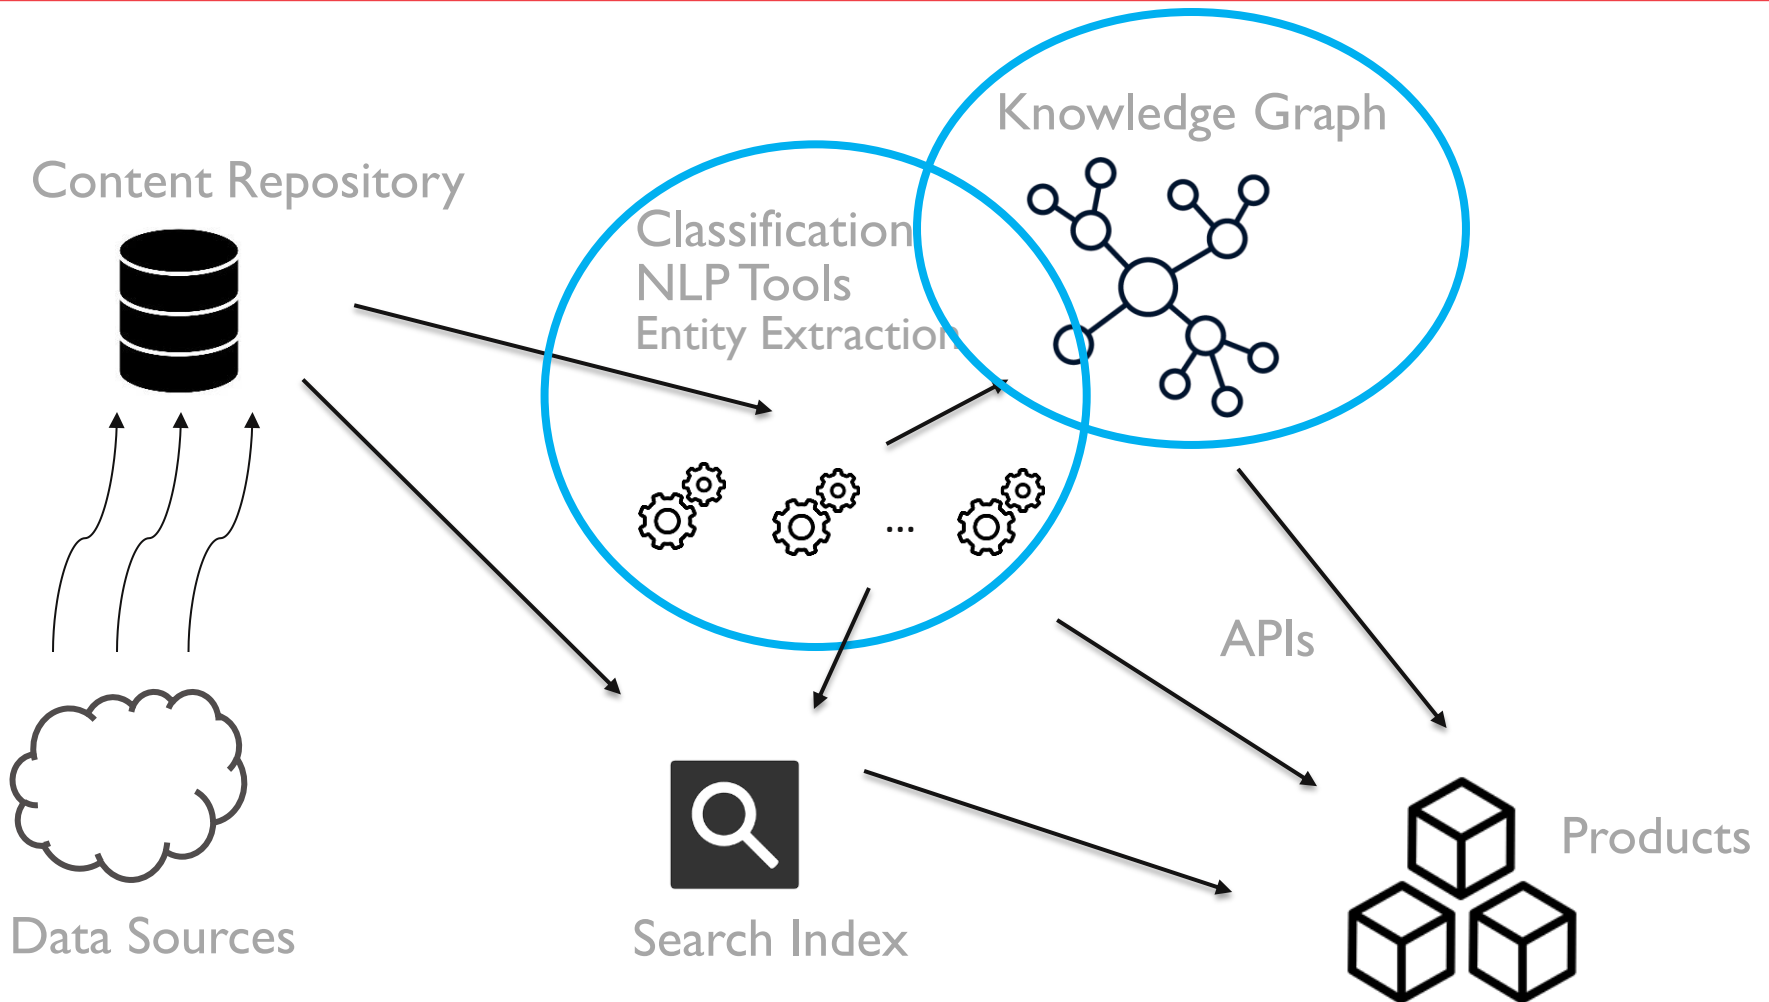 Knowledge Graph
Content Repository
Classification
NLP Tools
Entity Extraction
...
APIs
Products
Data Sources
Search Index